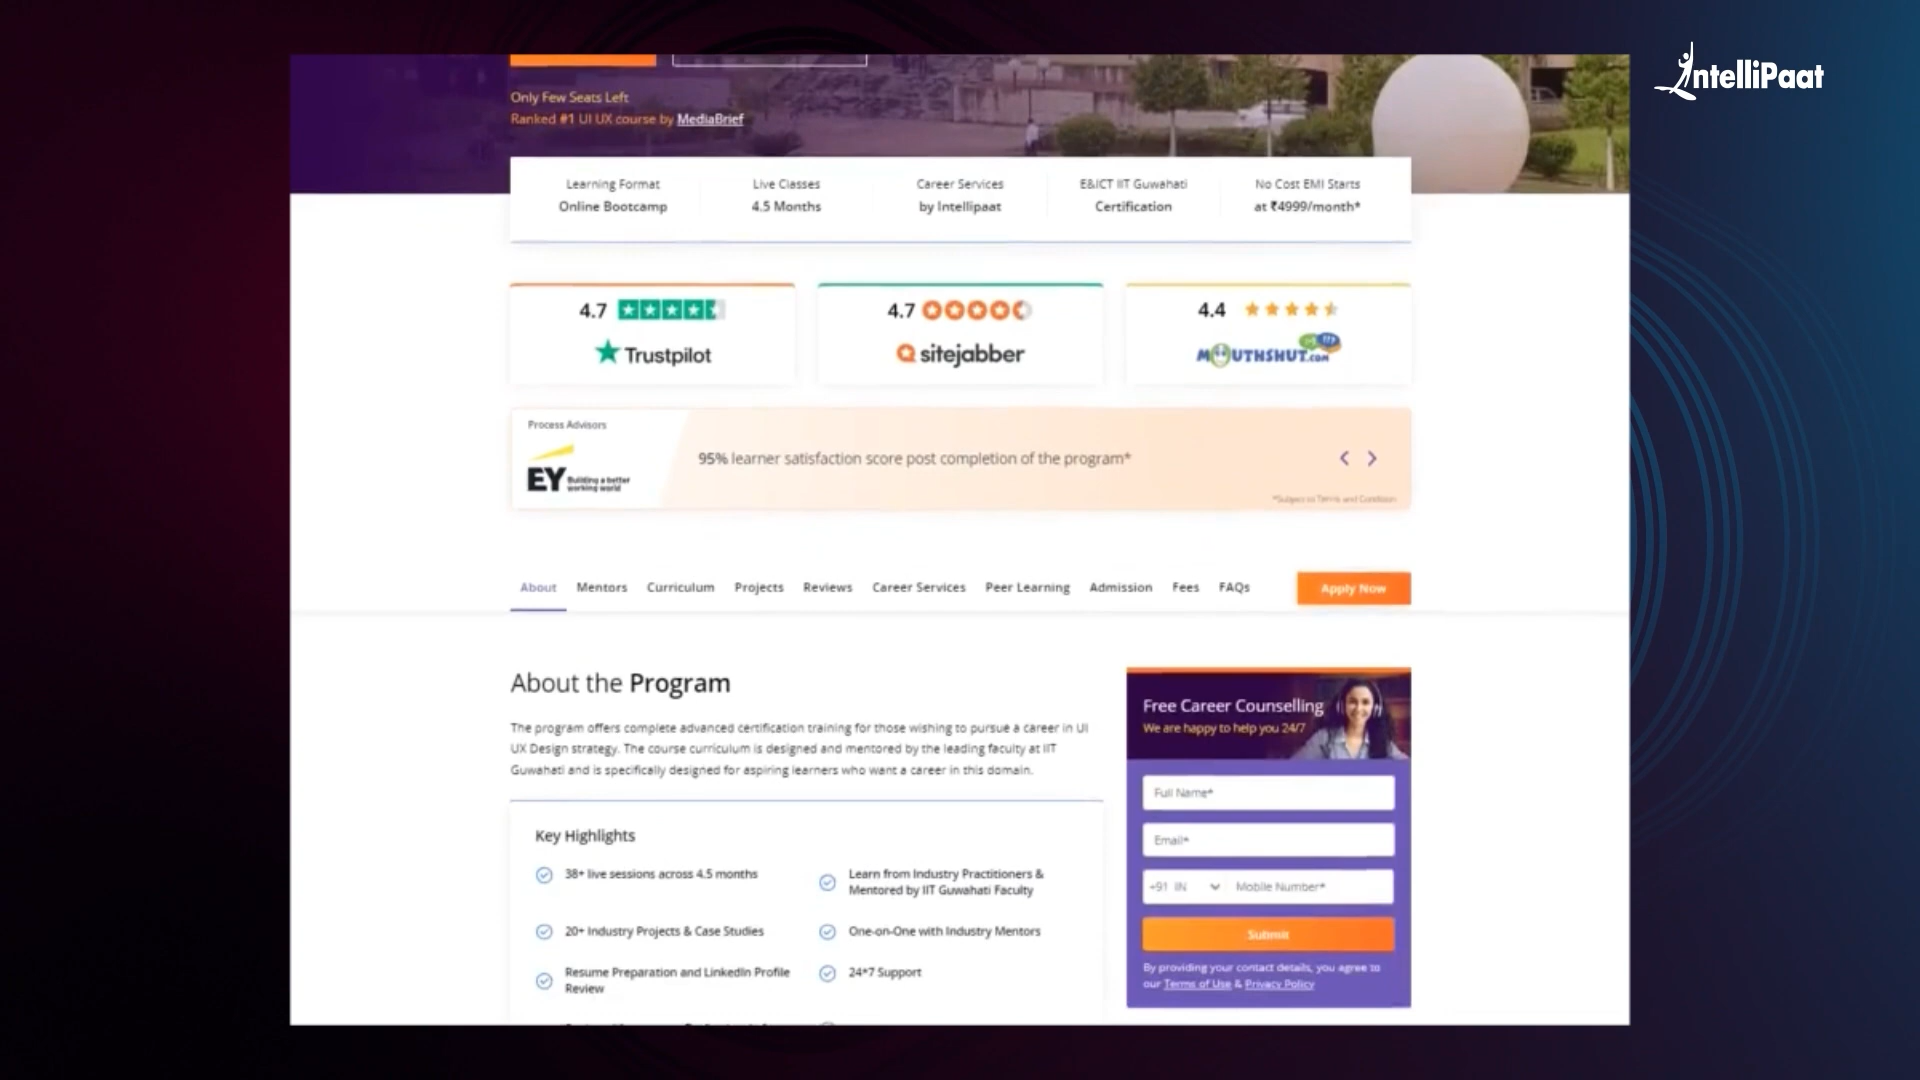 IntelliPaat
Only Few Seats Left
Ranked #1 UI UX course by MediaBrief
Learning Format
Online Bootcamp
Live Classes
4.5 Months
Career Services
by Intellipaat
E&ICT IIT Guwahati
Certification
No Cost EMI Starts
at ₹4999/month*
4.7
Trustpilot
4.7
sitejabber
4.4
MOUTHSHUT.COM
Process Advisors
EY Building a better
working world
95% learner satisfaction score post completion of the program*
*Subject to Terms and Condition
About Mentors Curriculum Projects Reviews Career Services Peer Learning Admission Fees FAQs Apply Now
About the Program
The program offers complete advanced certification training for those wishing to pursue a career in UI
UX Design strategy. The course curriculum is designed and mentored by the leading faculty at IIT
Guwahati and is specifically designed for aspiring learners who want a career in this domain.
Key Highlights
38+ live sessions across 4.5 months
Learn from Industry Practitioners &
Mentored by IIT Guwahati Faculty
20+ Industry Projects & Case Studies
One-on-One with Industry Mentors
Resume Preparation and LinkedIn Profile
Review
24*7 Support
Free Career Counselling
We are happy to help you 24/7
Full Name*
Email*
+91 IN Mobile Number*
Submit
By providing your contact details, you agree to
our Terms of Use & Privacy Policy